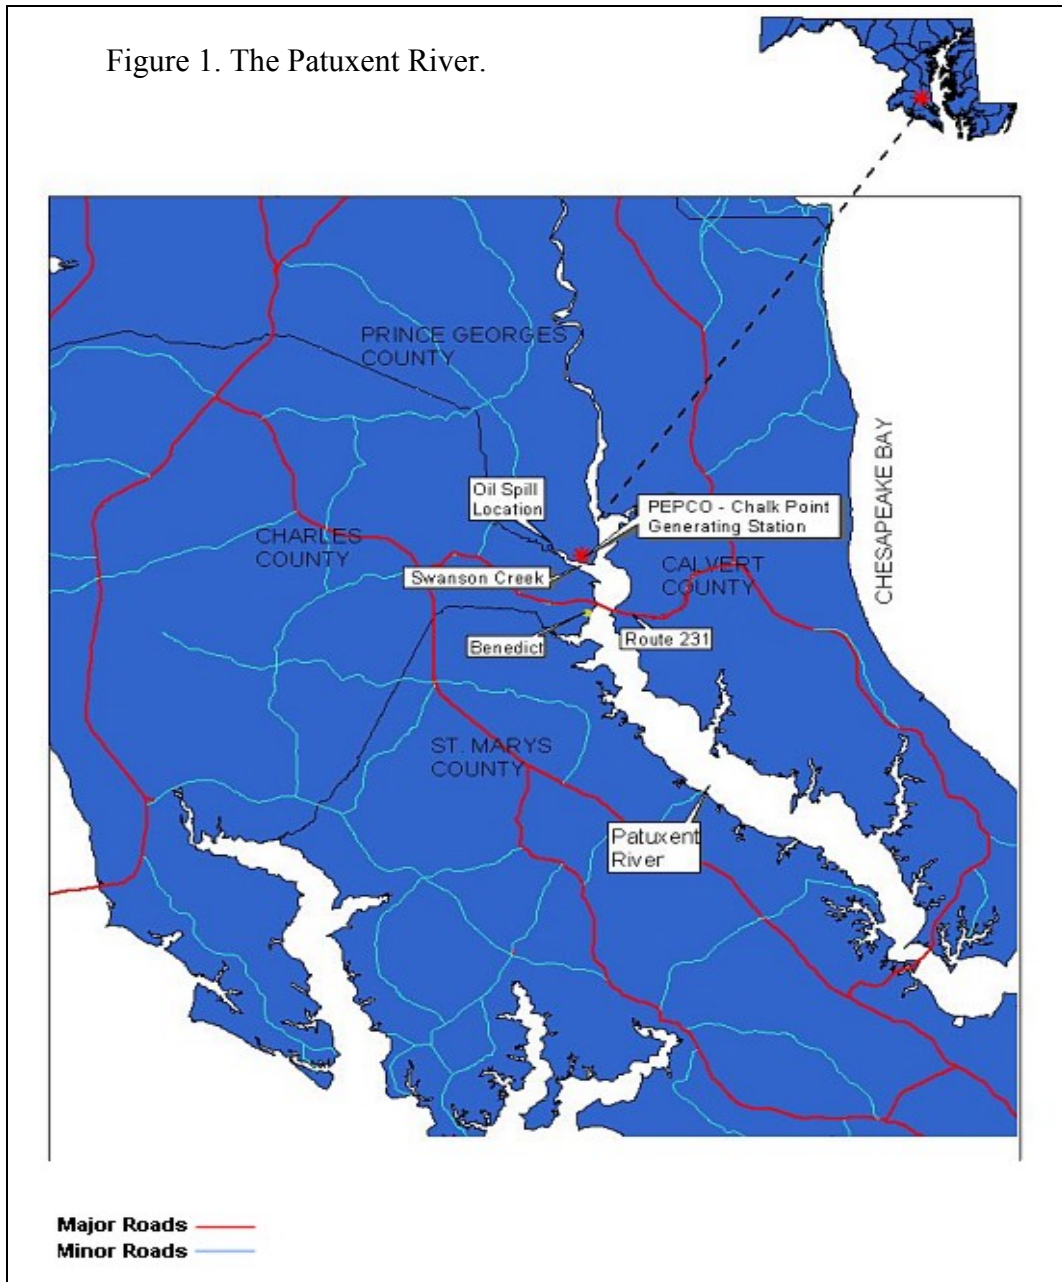 Figure 1. The Patuxent River.
PRINCE GEORGES
COUNTY
CHESAPEAKE BAY
Oil Spill
Location
PEPCO - Chalk Point
Generating Station
CHARLES
COUNTY
Swanson Creek
CALVERT
COUNTY
Benedict
Route 231
ST. MARYS
COUNTY
Patuxent
River
Major Roads
Minor Roads